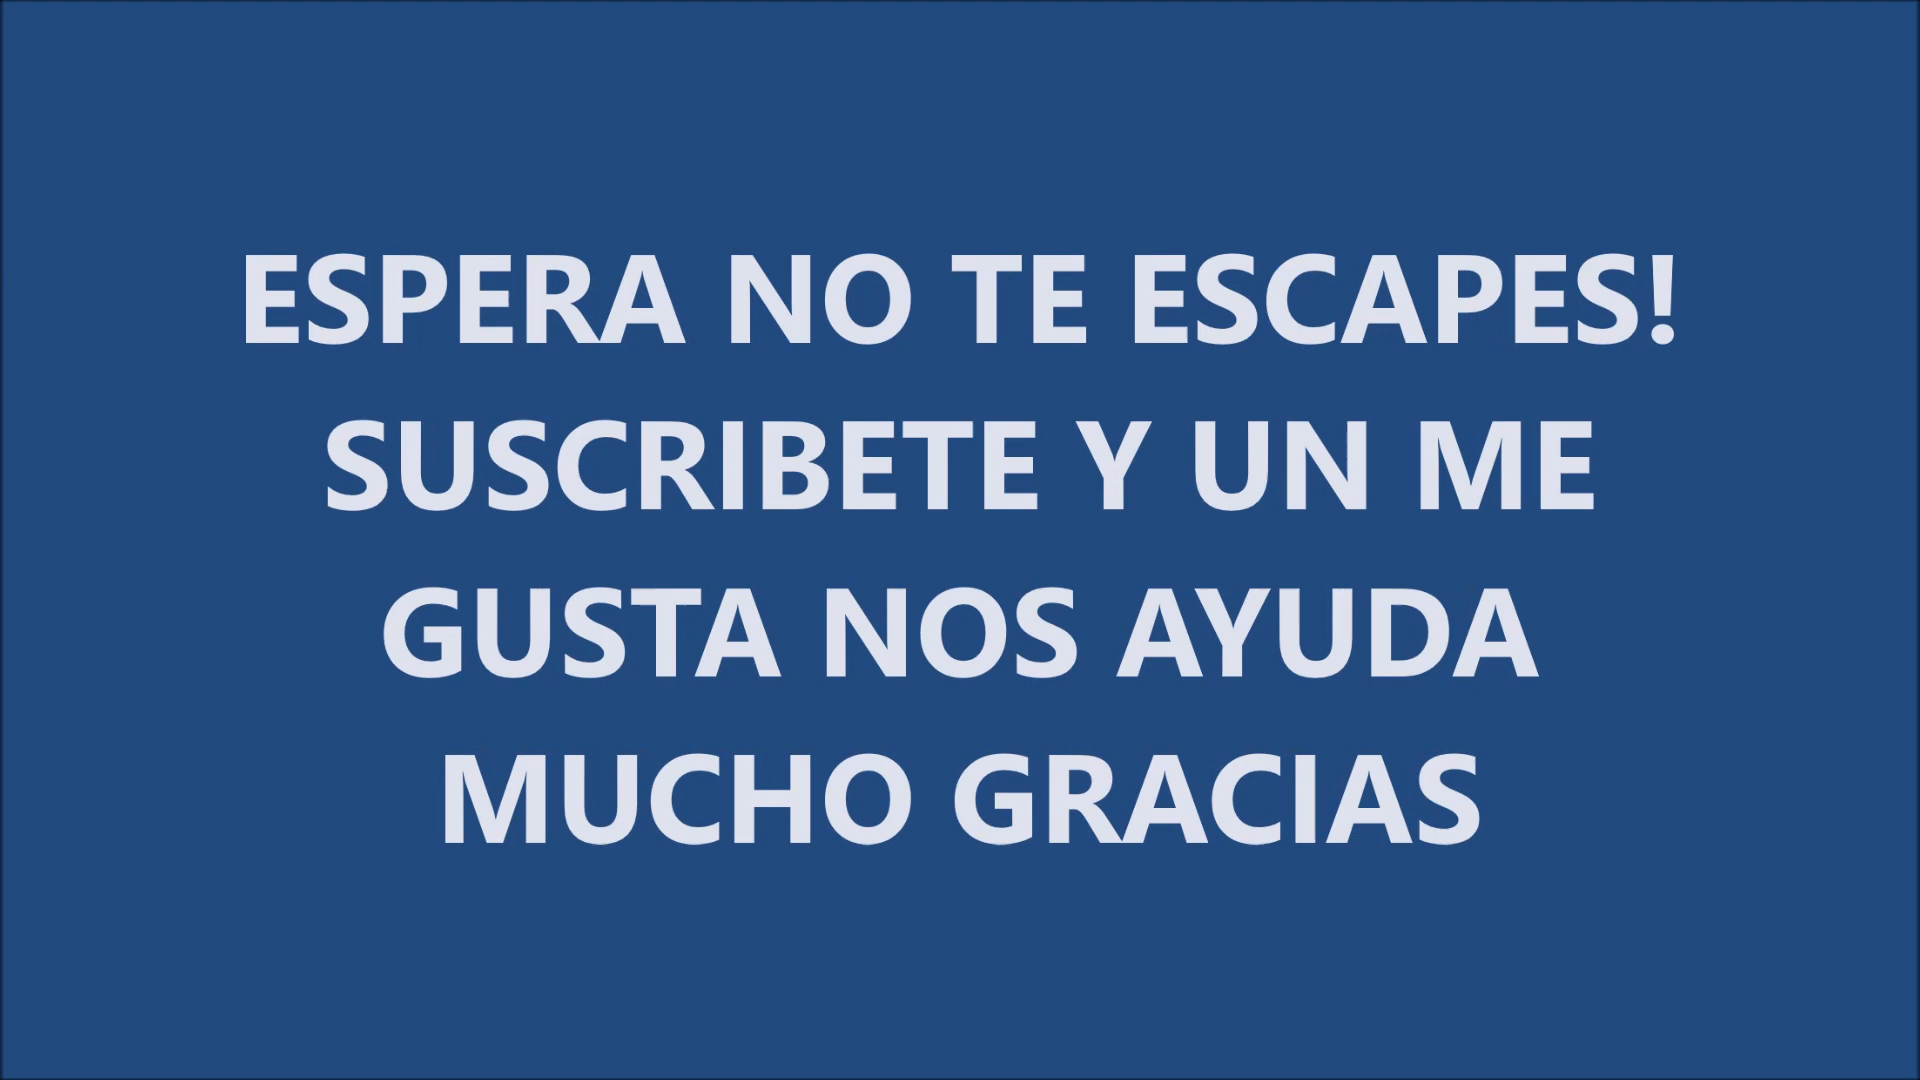 ESPERA NO TE ESCAPES!
SUSCRIBETE Y UN ME
GUSTA NOS AYUDA
MUCHO GRACIAS